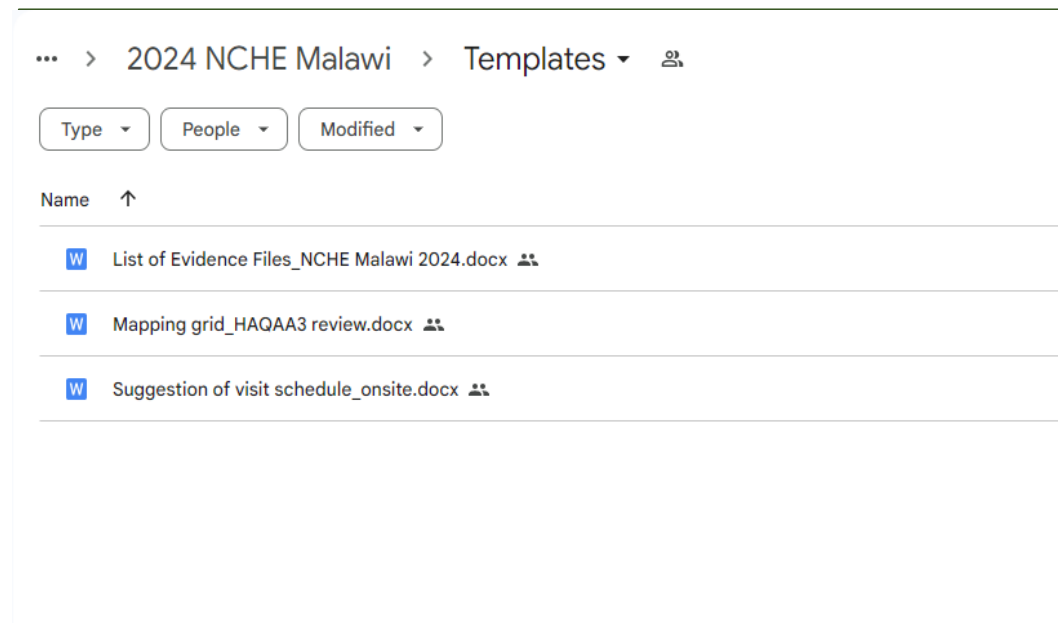 ... > 2024 NCHE Malawi > Templates
Type People Modified
Name
List of Evidence Files_NCHE Malawi 2024.docx
Mapping grid_HAQAA3 review.docx
Suggestion of visit schedule_onsite.docx